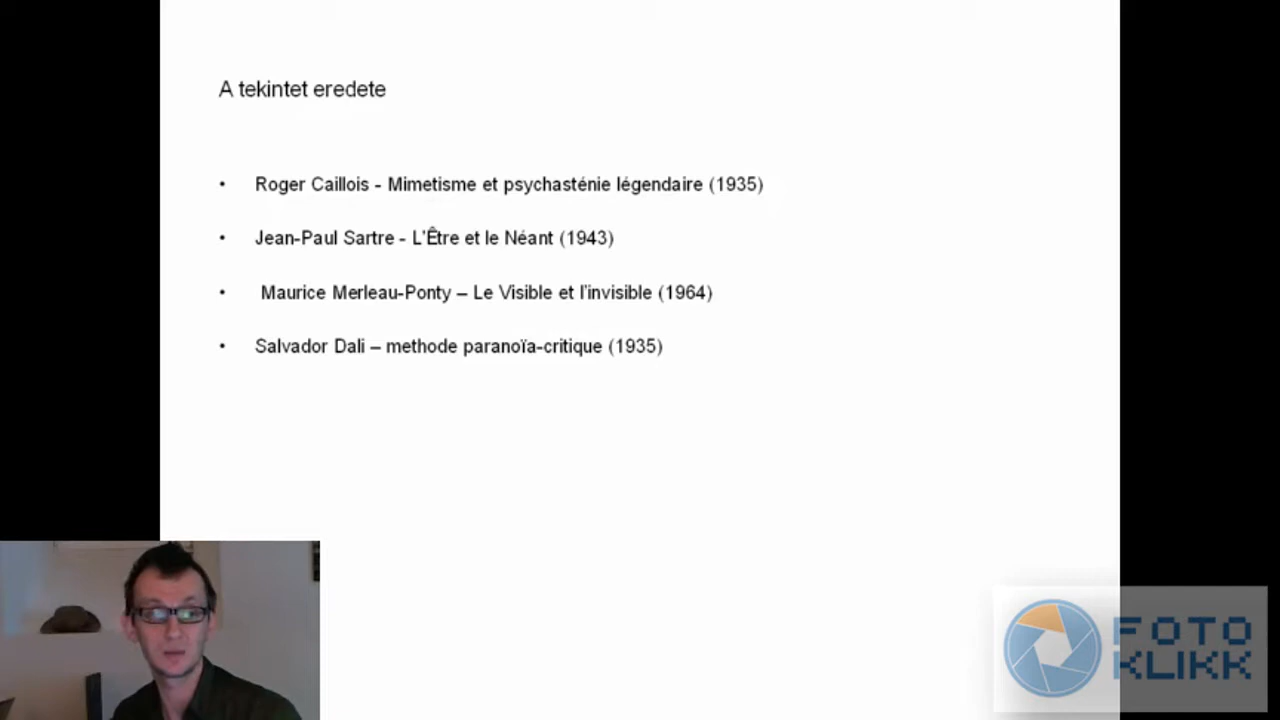 A tekintet eredete
• Roger Caillois - Mimetisme et psychasténie légendaire (1935)
• Jean-Paul Sartre - L'Être et le Néant (1943)
• Maurice Merleau-Ponty – Le Visible et l'invisible (1964)
• Salvador Dali – methode paranoïa-critique (1935)
FOTO
KLIKK